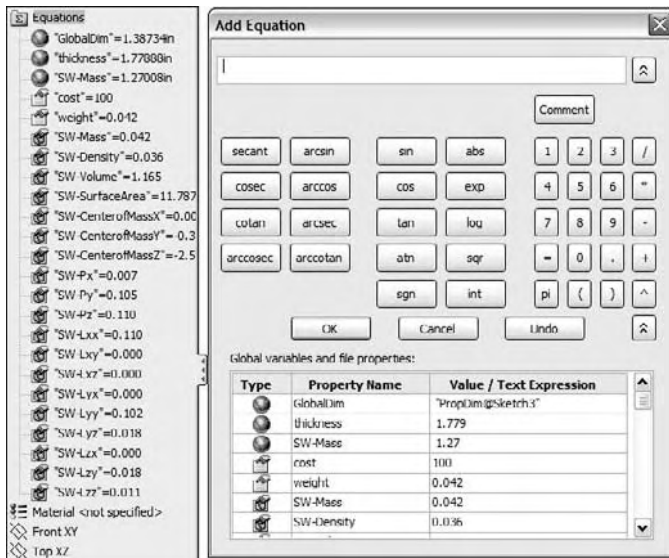 Equations
"GlobalDim"=1.38734in
"thickness"=1.77888in
"SW-Mass"=1.27008in
"cost"=100
"weight"=0.042
"SW-Mass"=0.042
"SW-Density"=0.036
"SW-Volume"=1.165
"SW-SurfaceArea"=11.787
"SW-CenterofMassX"=0.00
"SW-CenterofMassY"=-0.3
"SW-CenterofMassZ"=-2.5
"SW-Px"=0.007
"SW-Py"=0.105
"SW-Pz"=0.110
"SW-Lxx"=0.110
"SW-Lxy"=0.000
"SW-Lxz"=0.000
"SW-Lyx"=0.000
"SW-Lyy"=0.102
"SW-Lyz"=0.018
"SW-Lzx"=0.000
"SW-Lzy"=0.018
"SW-Lzz"=0.011
Material <not specified>
Front XY
Top XZ
Add Equation
Comment
secant arcsin sin abs 1 2 3 /
cosec arccos cos exp 4 5 6 *
cotan arcsec tan log 7 8 9 -
arccosec arccotan atn sqr = 0 . +
sgn int pi ( ) ^
OK Cancel Undo
Global variables and file properties:
Type Property Name Value / Text Expression
GlobalDim "PropDim@Sketch3"
thickness 1.779
SW-Mass 1.27
cost 100
weight 0.042
SW-Mass 0.042
SW-Density 0.036